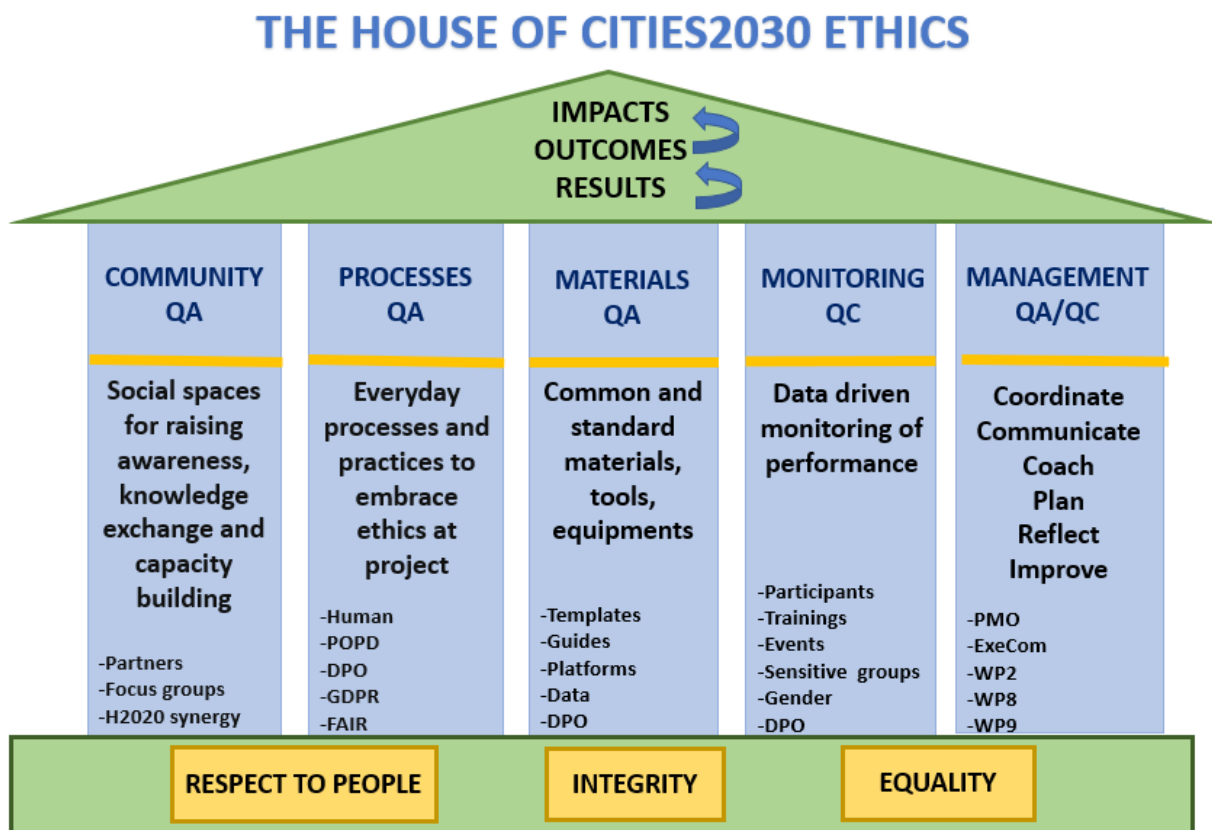 THE HOUSE OF CITIES2030 ETHICS
IMPACTS
OUTCOMES
RESULTS
COMMUNITY
QA
Social spaces
for raising
awareness,
knowledge
exchange and
capacity
building
-Partners
-Focus groups
-H2020 synergy
PROCESSES
QA
Everyday
processes and
practices to
embrace
ethics at
project
-Human
-POPD
-DPO
-GDPR
-FAIR
MATERIALS
QA
Common and
standard
materials,
tools,
equipments
-Templates
-Guides
-Platforms
-Data
-DPO
MONITORING
QC
Data driven
monitoring of
performance
-Participants
-Trainings
-Events
-Sensitive groups
-Gender
-DPO
MANAGEMENT
QA/QC
Coordinate
Communicate
Coach
Plan
Reflect
Improve
-PMO
-ExeCom
-WP2
-WP8
-WP9
RESPECT TO PEOPLE
INTEGRITY
EQUALITY